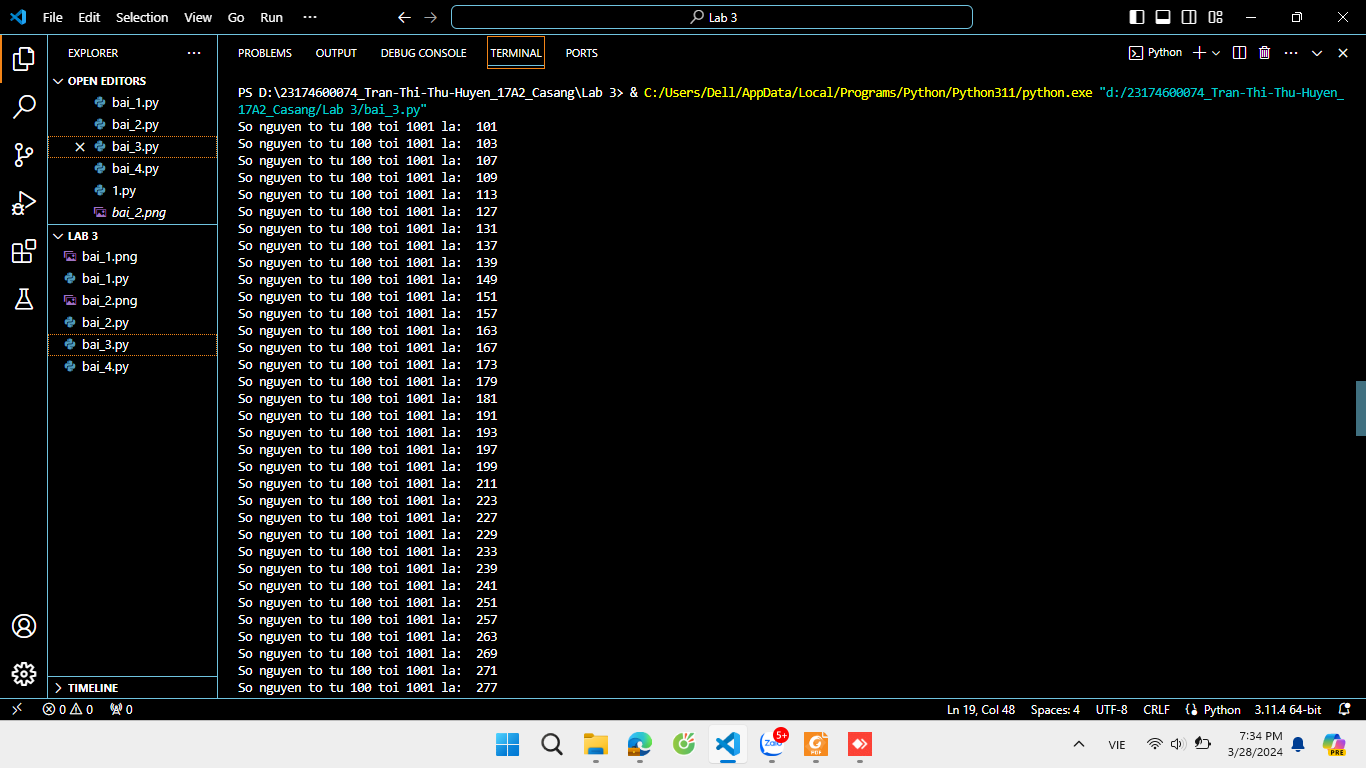 File Edit Selection View Go Run ··· Lab 3
EXPLORER ···
OPEN EDITORS
bai_1.py
bai_2.py
bai_3.py
bai_4.py
1.py
bai_2.png
LAB 3
bai_1.png
bai_1.py
bai_2.png
bai_2.py
bai_3.py
bai_4.py
TIMELINE
PROBLEMS OUTPUT DEBUG CONSOLE TERMINAL PORTS Python
PS D:\23174600074_Tran-Thi-Thu-Huyen_17A2_Casang\Lab 3> & C:/Users/Dell/AppData/Local/Programs/Python/Python311/python.exe "d:/23174600074_Tran-Thi-Thu-Huyen_
17A2_Casang/Lab 3/bai_3.py"
So nguyen to tu 100 toi 1001 la: 101
So nguyen to tu 100 toi 1001 la: 103
So nguyen to tu 100 toi 1001 la: 107
So nguyen to tu 100 toi 1001 la: 109
So nguyen to tu 100 toi 1001 la: 113
So nguyen to tu 100 toi 1001 la: 127
So nguyen to tu 100 toi 1001 la: 131
So nguyen to tu 100 toi 1001 la: 137
So nguyen to tu 100 toi 1001 la: 139
So nguyen to tu 100 toi 1001 la: 149
So nguyen to tu 100 toi 1001 la: 151
So nguyen to tu 100 toi 1001 la: 157
So nguyen to tu 100 toi 1001 la: 163
So nguyen to tu 100 toi 1001 la: 167
So nguyen to tu 100 toi 1001 la: 173
So nguyen to tu 100 toi 1001 la: 179
So nguyen to tu 100 toi 1001 la: 181
So nguyen to tu 100 toi 1001 la: 191
So nguyen to tu 100 toi 1001 la: 193
So nguyen to tu 100 toi 1001 la: 197
So nguyen to tu 100 toi 1001 la: 199
So nguyen to tu 100 toi 1001 la: 211
So nguyen to tu 100 toi 1001 la: 223
So nguyen to tu 100 toi 1001 la: 227
So nguyen to tu 100 toi 1001 la: 229
So nguyen to tu 100 toi 1001 la: 233
So nguyen to tu 100 toi 1001 la: 239
So nguyen to tu 100 toi 1001 la: 241
So nguyen to tu 100 toi 1001 la: 251
So nguyen to tu 100 toi 1001 la: 257
So nguyen to tu 100 toi 1001 la: 263
So nguyen to tu 100 toi 1001 la: 269
So nguyen to tu 100 toi 1001 la: 271
So nguyen to tu 100 toi 1001 la: 277
0 0 0 Ln 19, Col 48 Spaces: 4 UTF-8 CRLF Python 3.11.4 64-bit
Zalo 5+ PDF VIE 7:34 PM PRE
3/28/2024